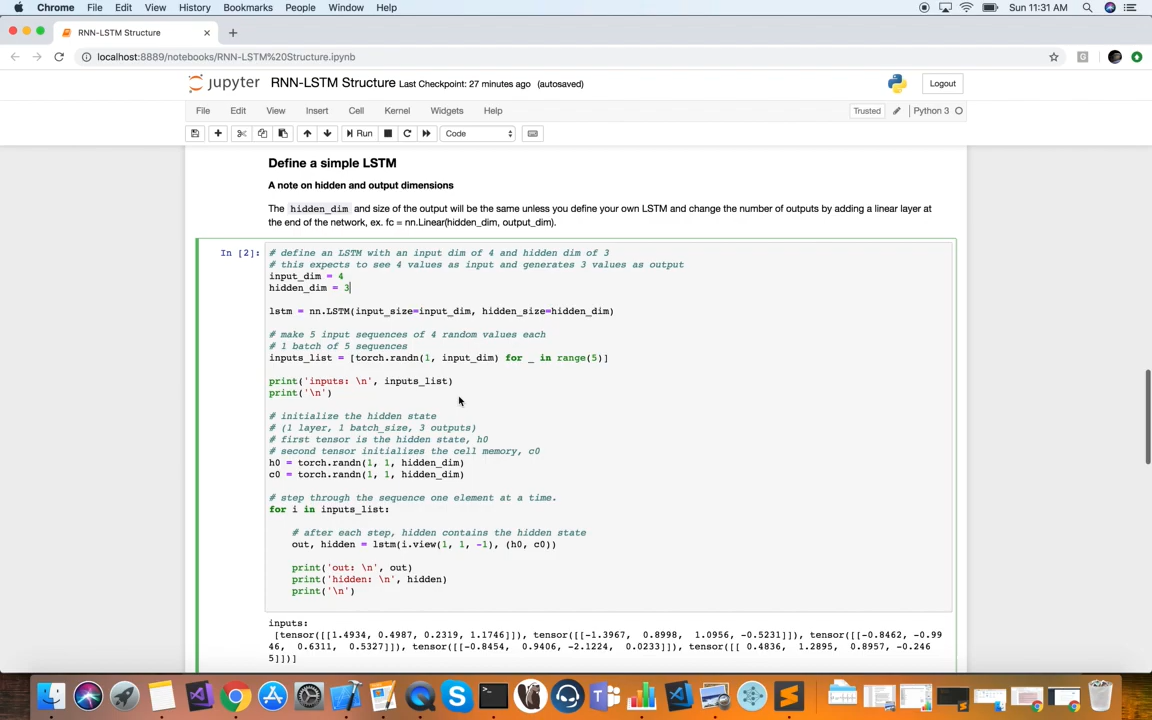 Chrome File Edit View History Bookmarks People Window Help Sun 11:31 AM
RNN-LSTM Structure
localhost:8889/notebooks/RNN-LSTM%20Structure.ipynb
jupyter RNN-LSTM Structure Last Checkpoint: 27 minutes ago (autosaved) Logout
File Edit View Insert Cell Kernel Widgets Help Trusted Python 3
Run Code
Define a simple LSTM
A note on hidden and output dimensions
The hidden_dim and size of the output will be the same unless you define your own LSTM and change the number of outputs by adding a linear layer at
the end of the network, ex. fc = nn.Linear(hidden_dim, output_dim).
In [2]: # define an LSTM with an input dim of 4 and hidden dim of 3
# this expects to see 4 values as input and generates 3 values as output
input_dim = 4
hidden_dim = 3
lstm = nn.LSTM(input_size=input_dim, hidden_size=hidden_dim)
# make 5 input sequences of 4 random values each
# 1 batch of 5 sequences
inputs_list = [torch.randn(1, input_dim) for _ in range(5)]
print('inputs: \n', inputs_list)
print('\n')
# initialize the hidden state
# (1 layer, 1 batch_size, 3 outputs)
# first tensor is the hidden state, h0
# second tensor initializes the cell memory, c0
h0 = torch.randn(1, 1, hidden_dim)
c0 = torch.randn(1, 1, hidden_dim)
# step through the sequence one element at a time.
for i in inputs_list:
# after each step, hidden contains the hidden state
out, hidden = lstm(i.view(1, 1, -1), (h0, c0))
print('out: \n', out)
print('hidden: \n', hidden)
print('\n')
inputs:
[tensor([[1.4934, 0.4987, 0.2319, 1.1746]]), tensor([[-1.3967, 0.8998, 1.0956, -0.5231]]), tensor([[-0.8462, -0.99
46, 0.6311, 0.5327]]), tensor([[-0.8454, 0.9406, -2.1224, 0.0233]]), tensor([[ 0.4836, 1.2895, 0.8957, -0.246
5]])]